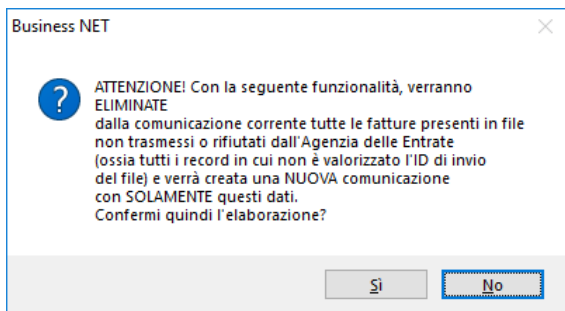 Business NET
ATTENZIONE! Con la seguente funzionalità, verranno
ELIMINATE
dalla comunicazione corrente tutte le fatture presenti in file
non trasmessi o rifiutati dall'Agenzia delle Entrate
(ossia tutti i record in cui non è valorizzato l'ID di invio
del file) e verrà creata una NUOVA comunicazione
con SOLAMENTE questi dati.
Confermi quindi l'elaborazione?
Sì
No